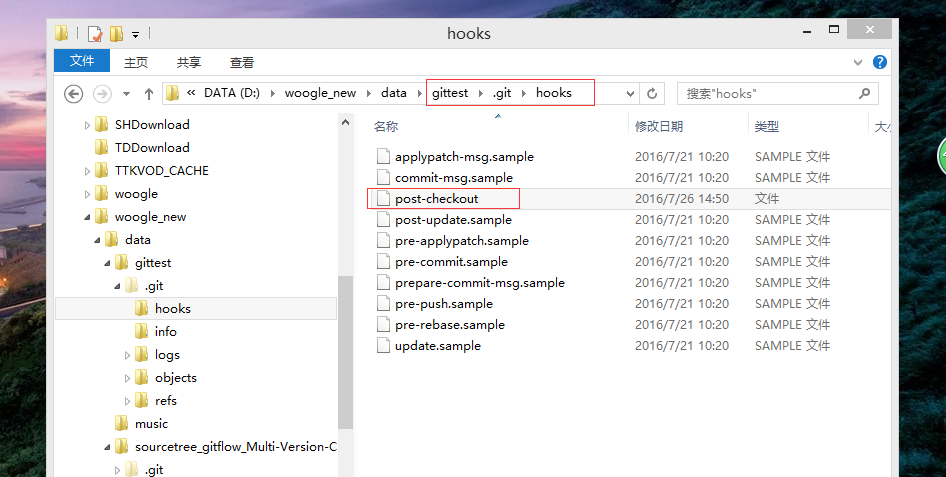 hooks
文件 主页 共享 查看
« DATA (D:) woogle_new data gittest .git hooks 搜索"hooks"
SHDownload
TDDownload
TTKVOD_CACHE
woogle
woogle_new
data
gittest
.git
hooks
info
logs
objects
refs
music
sourcetree_gitflow_Multi-Version-C
.git
名称 修改日期 类型 大小
applypatch-msg.sample 2016/7/21 10:20 SAMPLE 文件
commit-msg.sample 2016/7/21 10:20 SAMPLE 文件
post-checkout 2016/7/26 14:50 文件
post-update.sample 2016/7/21 10:20 SAMPLE 文件
pre-applypatch.sample 2016/7/21 10:20 SAMPLE 文件
pre-commit.sample 2016/7/21 10:20 SAMPLE 文件
prepare-commit-msg.sample 2016/7/21 10:20 SAMPLE 文件
pre-push.sample 2016/7/21 10:20 SAMPLE 文件
pre-rebase.sample 2016/7/21 10:20 SAMPLE 文件
update.sample 2016/7/21 10:20 SAMPLE 文件